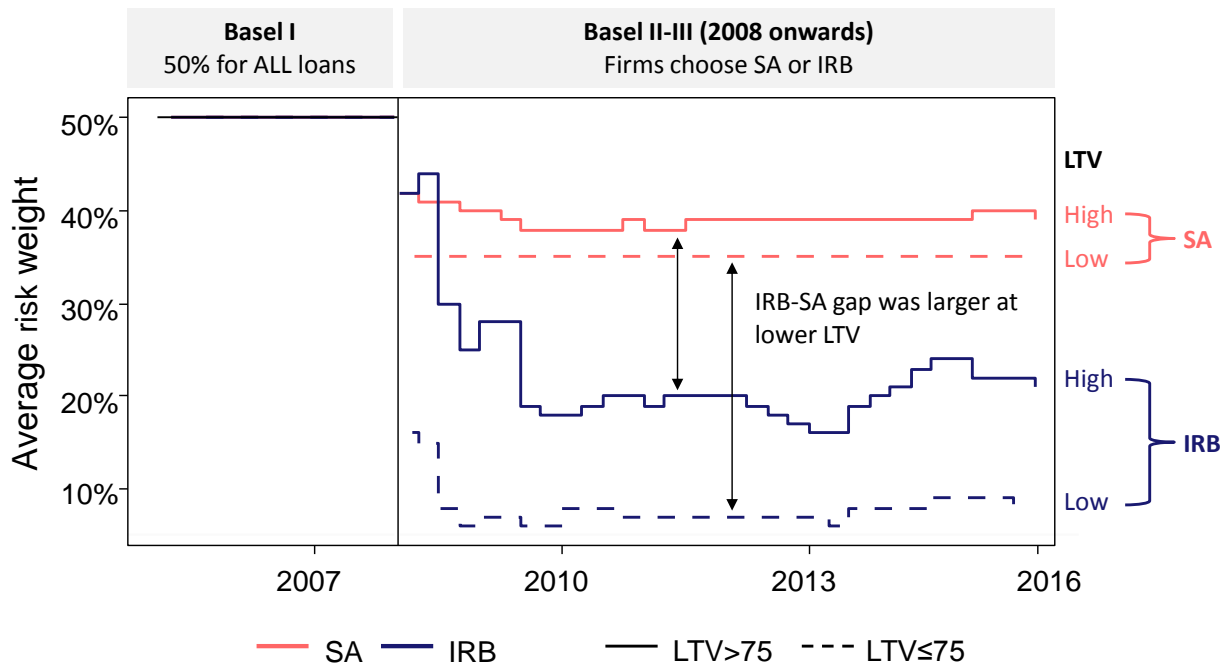 Basel I
50% for ALL loans
Basel II-III (2008 onwards)
Firms choose SA or IRB
Average risk weight
50%
40%
30%
20%
10%
LTV
High
SA
Low
IRB-SA gap was larger at
lower LTV
High
IRB
Low
2007
2010
2013
2016
SA
IRB
LTV>75
LTV≤75